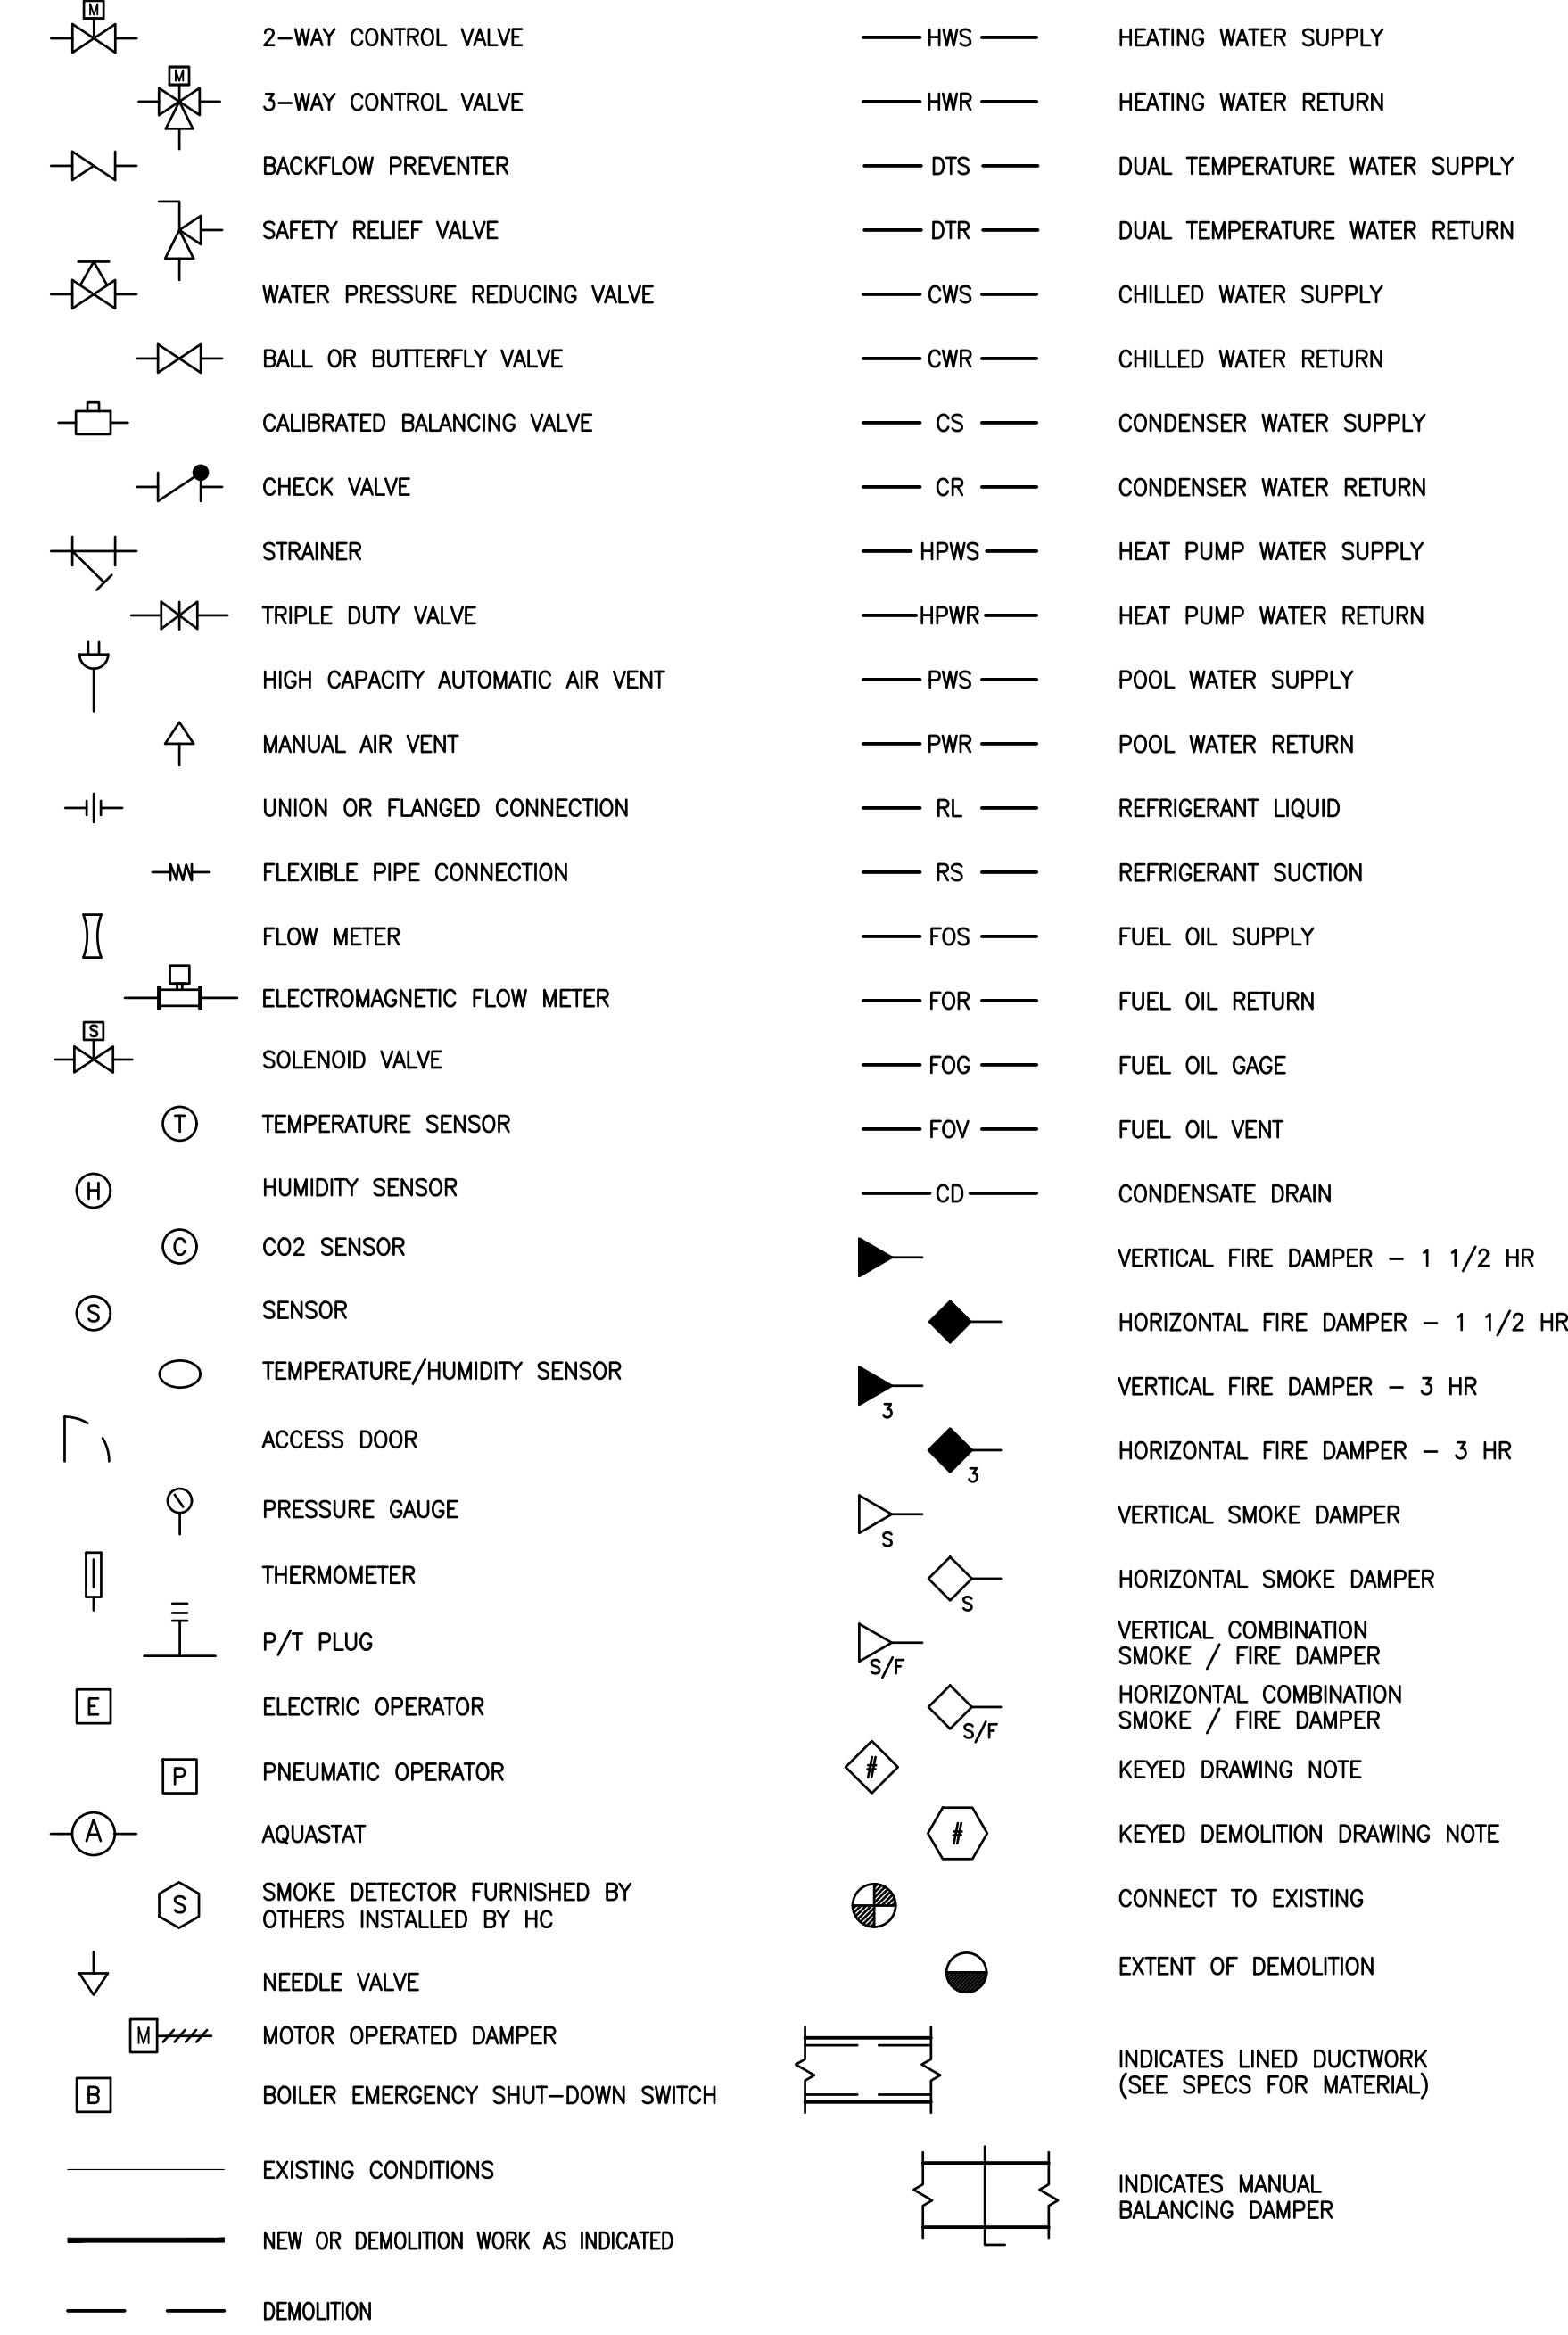 M
2-WAY CONTROL VALVE
M
3-WAY CONTROL VALVE
BACKFLOW PREVENTER
SAFETY RELIEF VALVE
WATER PRESSURE REDUCING VALVE
BALL OR BUTTERFLY VALVE
CALIBRATED BALANCING VALVE
CHECK VALVE
STRAINER
TRIPLE DUTY VALVE
HIGH CAPACITY AUTOMATIC AIR VENT
MANUAL AIR VENT
UNION OR FLANGED CONNECTION
FLEXIBLE PIPE CONNECTION
FLOW METER
ELECTROMAGNETIC FLOW METER
S
SOLENOID VALVE
T TEMPERATURE SENSOR
H HUMIDITY SENSOR
C CO2 SENSOR
S SENSOR
TEMPERATURE/HUMIDITY SENSOR
ACCESS DOOR
PRESSURE GAUGE
THERMOMETER
P/T PLUG
E ELECTRIC OPERATOR
P PNEUMATIC OPERATOR
A AQUASTAT
S SMOKE DETECTOR FURNISHED BY
OTHERS INSTALLED BY HC
NEEDLE VALVE
M MOTOR OPERATED DAMPER
B BOILER EMERGENCY SHUT-DOWN SWITCH
EXISTING CONDITIONS
NEW OR DEMOLITION WORK AS INDICATED
DEMOLITION
HWS HEATING WATER SUPPLY
HWR HEATING WATER RETURN
DTS DUAL TEMPERATURE WATER SUPPLY
DTR DUAL TEMPERATURE WATER RETURN
CWS CHILLED WATER SUPPLY
CWR CHILLED WATER RETURN
CS CONDENSER WATER SUPPLY
CR CONDENSER WATER RETURN
HPWS HEAT PUMP WATER SUPPLY
HPWR HEAT PUMP WATER RETURN
PWS POOL WATER SUPPLY
PWR POOL WATER RETURN
RL REFRIGERANT LIQUID
RS REFRIGERANT SUCTION
FOS FUEL OIL SUPPLY
FOR FUEL OIL RETURN
FOG FUEL OIL GAGE
FOV FUEL OIL VENT
CD CONDENSATE DRAIN
VERTICAL FIRE DAMPER - 1 1/2 HR
HORIZONTAL FIRE DAMPER - 1 1/2 HR
VERTICAL FIRE DAMPER - 3 HR
3
HORIZONTAL FIRE DAMPER - 3 HR
3
VERTICAL SMOKE DAMPER
S
HORIZONTAL SMOKE DAMPER
S
VERTICAL COMBINATION
SMOKE / FIRE DAMPER
S/F
HORIZONTAL COMBINATION
SMOKE / FIRE DAMPER
S/F
# KEYED DRAWING NOTE
# KEYED DEMOLITION DRAWING NOTE
CONNECT TO EXISTING
EXTENT OF DEMOLITION
INDICATES LINED DUCTWORK
(SEE SPECS FOR MATERIAL)
INDICATES MANUAL
BALANCING DAMPER